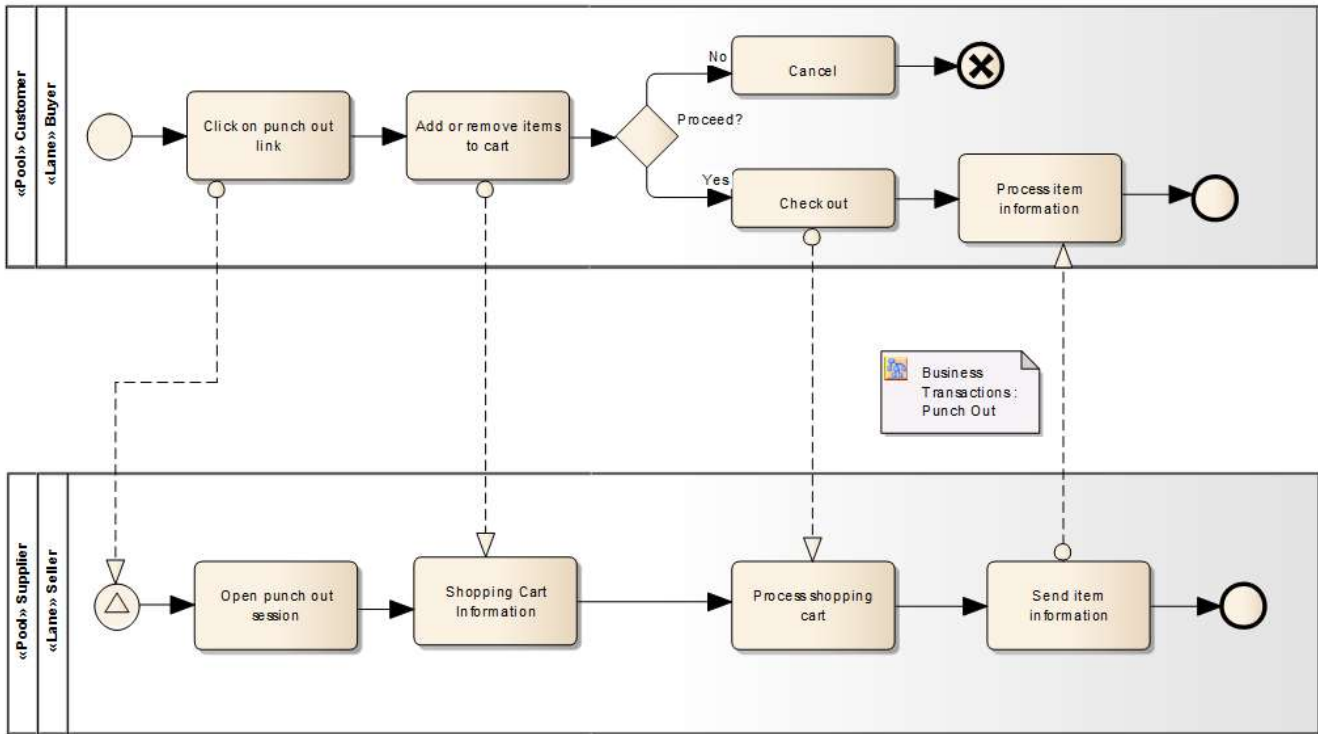 «Pool» Customer
«Lane» Buyer
Click on punch out
link
Add or remove items
to cart
Proceed?
No
Cancel
Yes
Check out
Process item
information
Business
Transactions :
Punch Out
«Pool» Supplier
«Lane» Seller
Open punch out
session
Shopping Cart
Information
Process shopping
cart
Send item
information